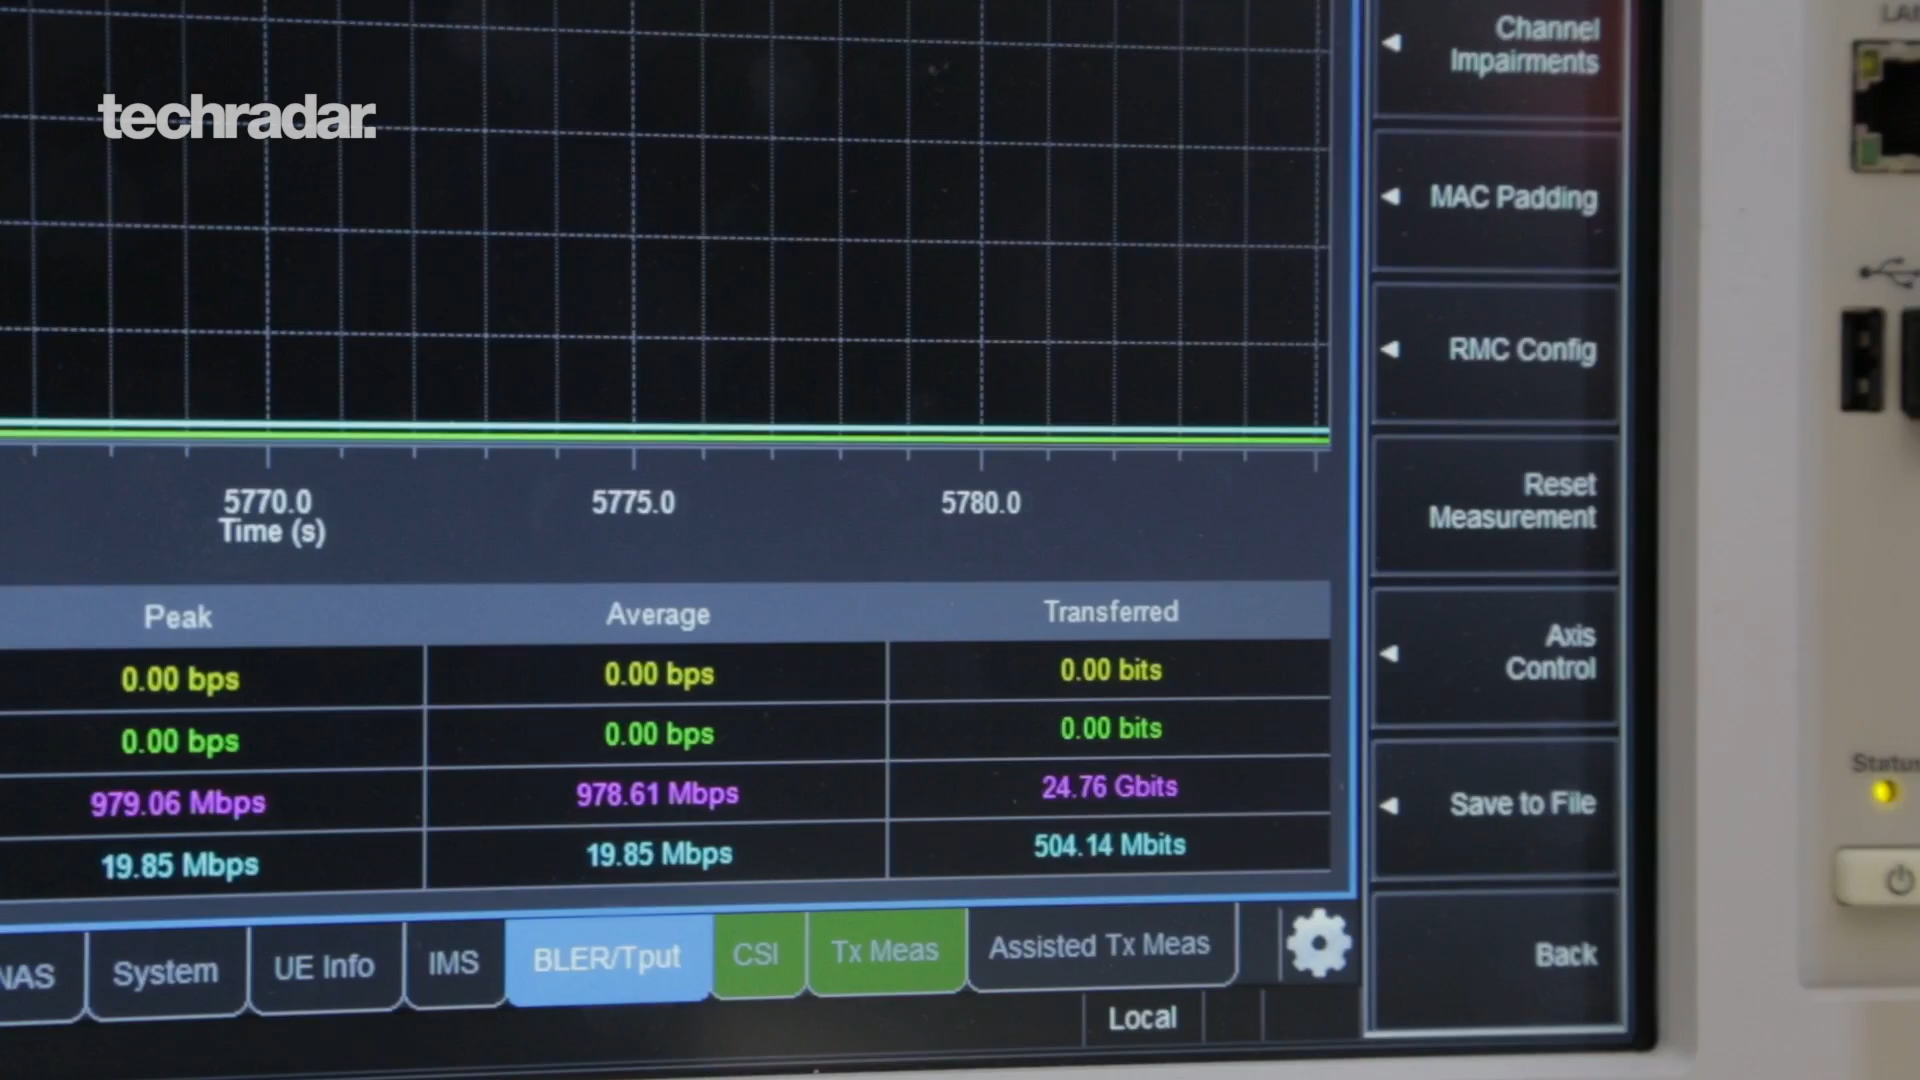 techradar.
Channel
Impairments
MAC Padding
RMC Config
Reset
Measurement
Axis
Control
Save to File
Back
5770.0 5775.0 5780.0
Time (s)
Peak Average Transferred
0.00 bps 0.00 bps 0.00 bits
0.00 bps 0.00 bps 0.00 bits
979.06 Mbps 978.61 Mbps 24.76 Gbits
19.85 Mbps 19.85 Mbps 504.14 Mbits
NAS System UE Info IMS BLER/Tput CSI Tx Meas Assisted Tx Meas
Local
LAN
Status